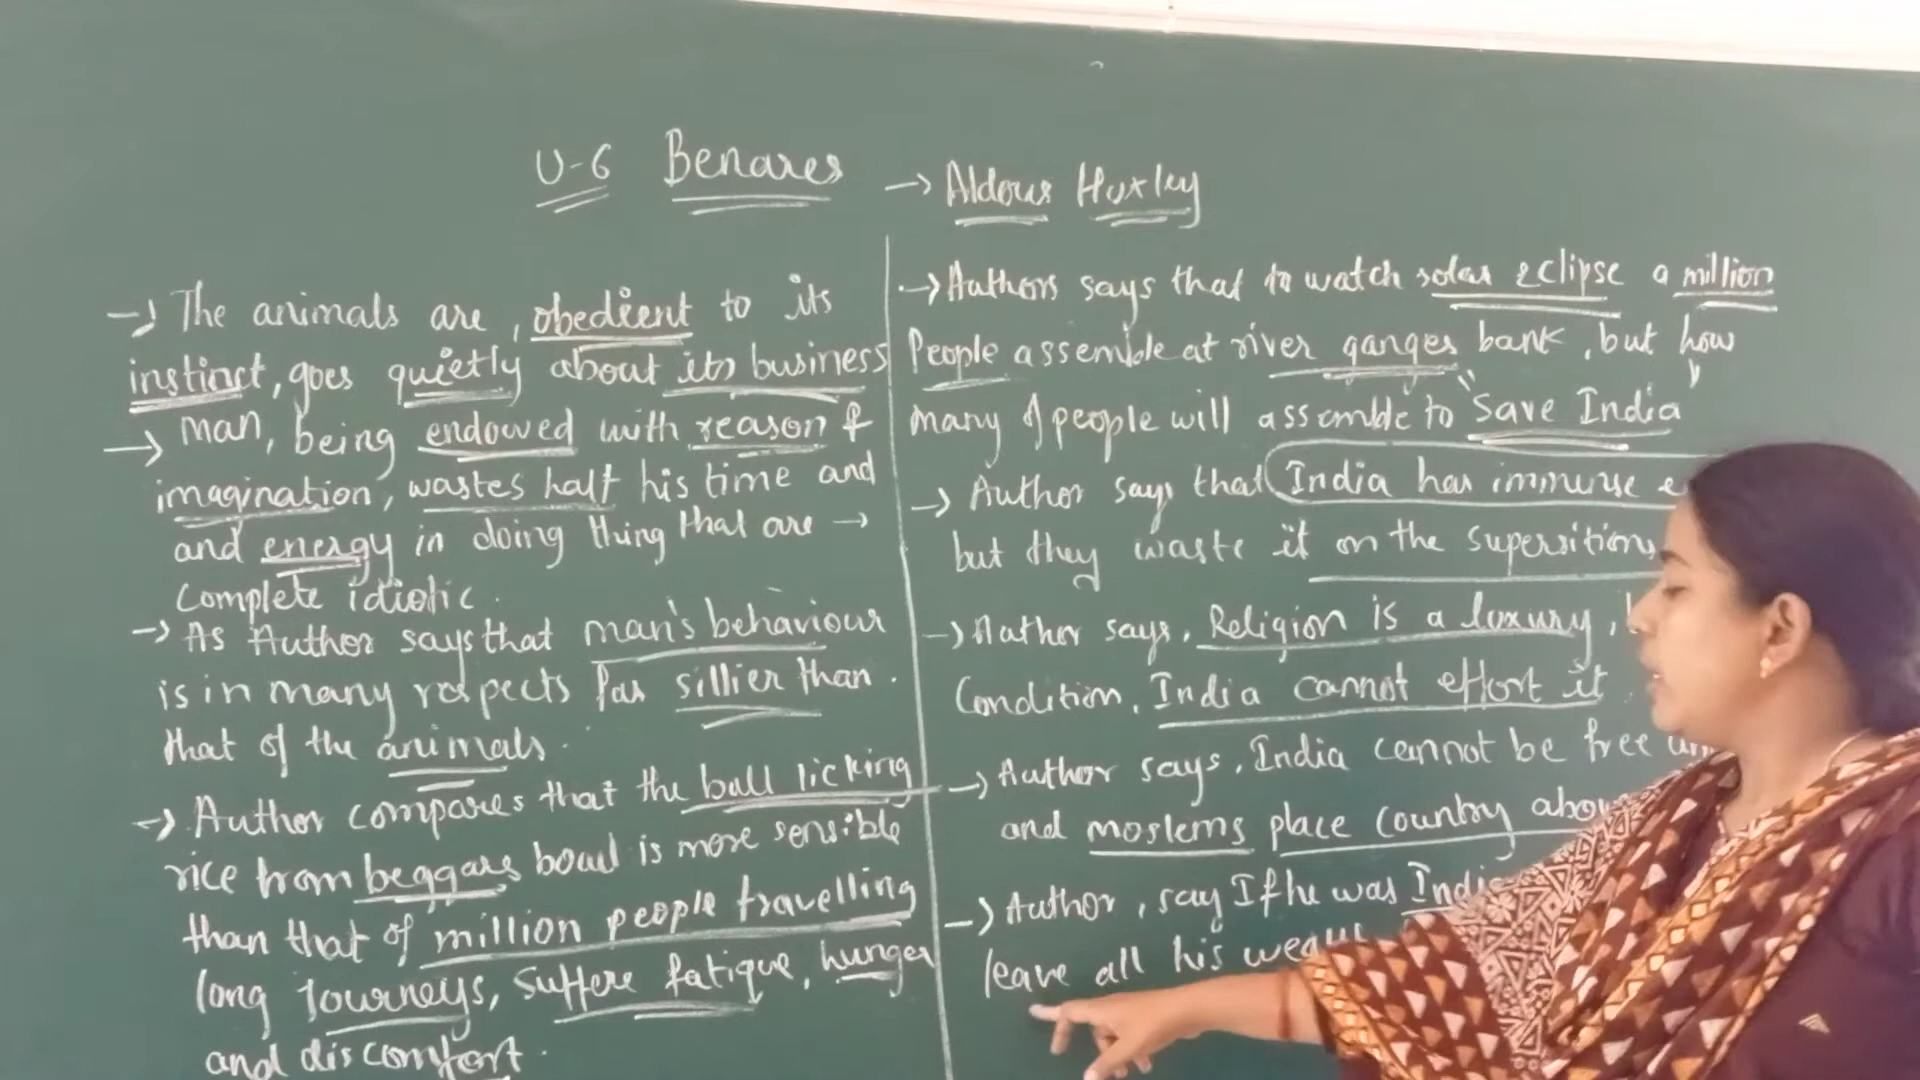 U-6 Benares → Aldous Huxley
→ The animals are, obedient to its
instinct, goes quietly about its business
→ man, being endowed with reason &
imagination, wastes half his time and
and energy in doing thing that are →
Complete idiotic.
→ As Author says that man's behaviour
is in many respects far sillier than.
that of the animals.
→ Author compares that the ball licking
rice from beggars bowl is more sensible
than that of million people travelling
long Journeys, suffere fatique, hunger
and discomfort.
→ Authors says that to watch solar eclipse a million
People assemble at river ganges bank, but how
many of people will assemble to "Save India"
→ Author says that India has immense e
but they waste it on the supersitions
→ Author says, Religion is a luxury,
Condition, India cannot effort it.
→ Author says, India cannot be free
and moslems place country
→ Author, say If he was
leave all his